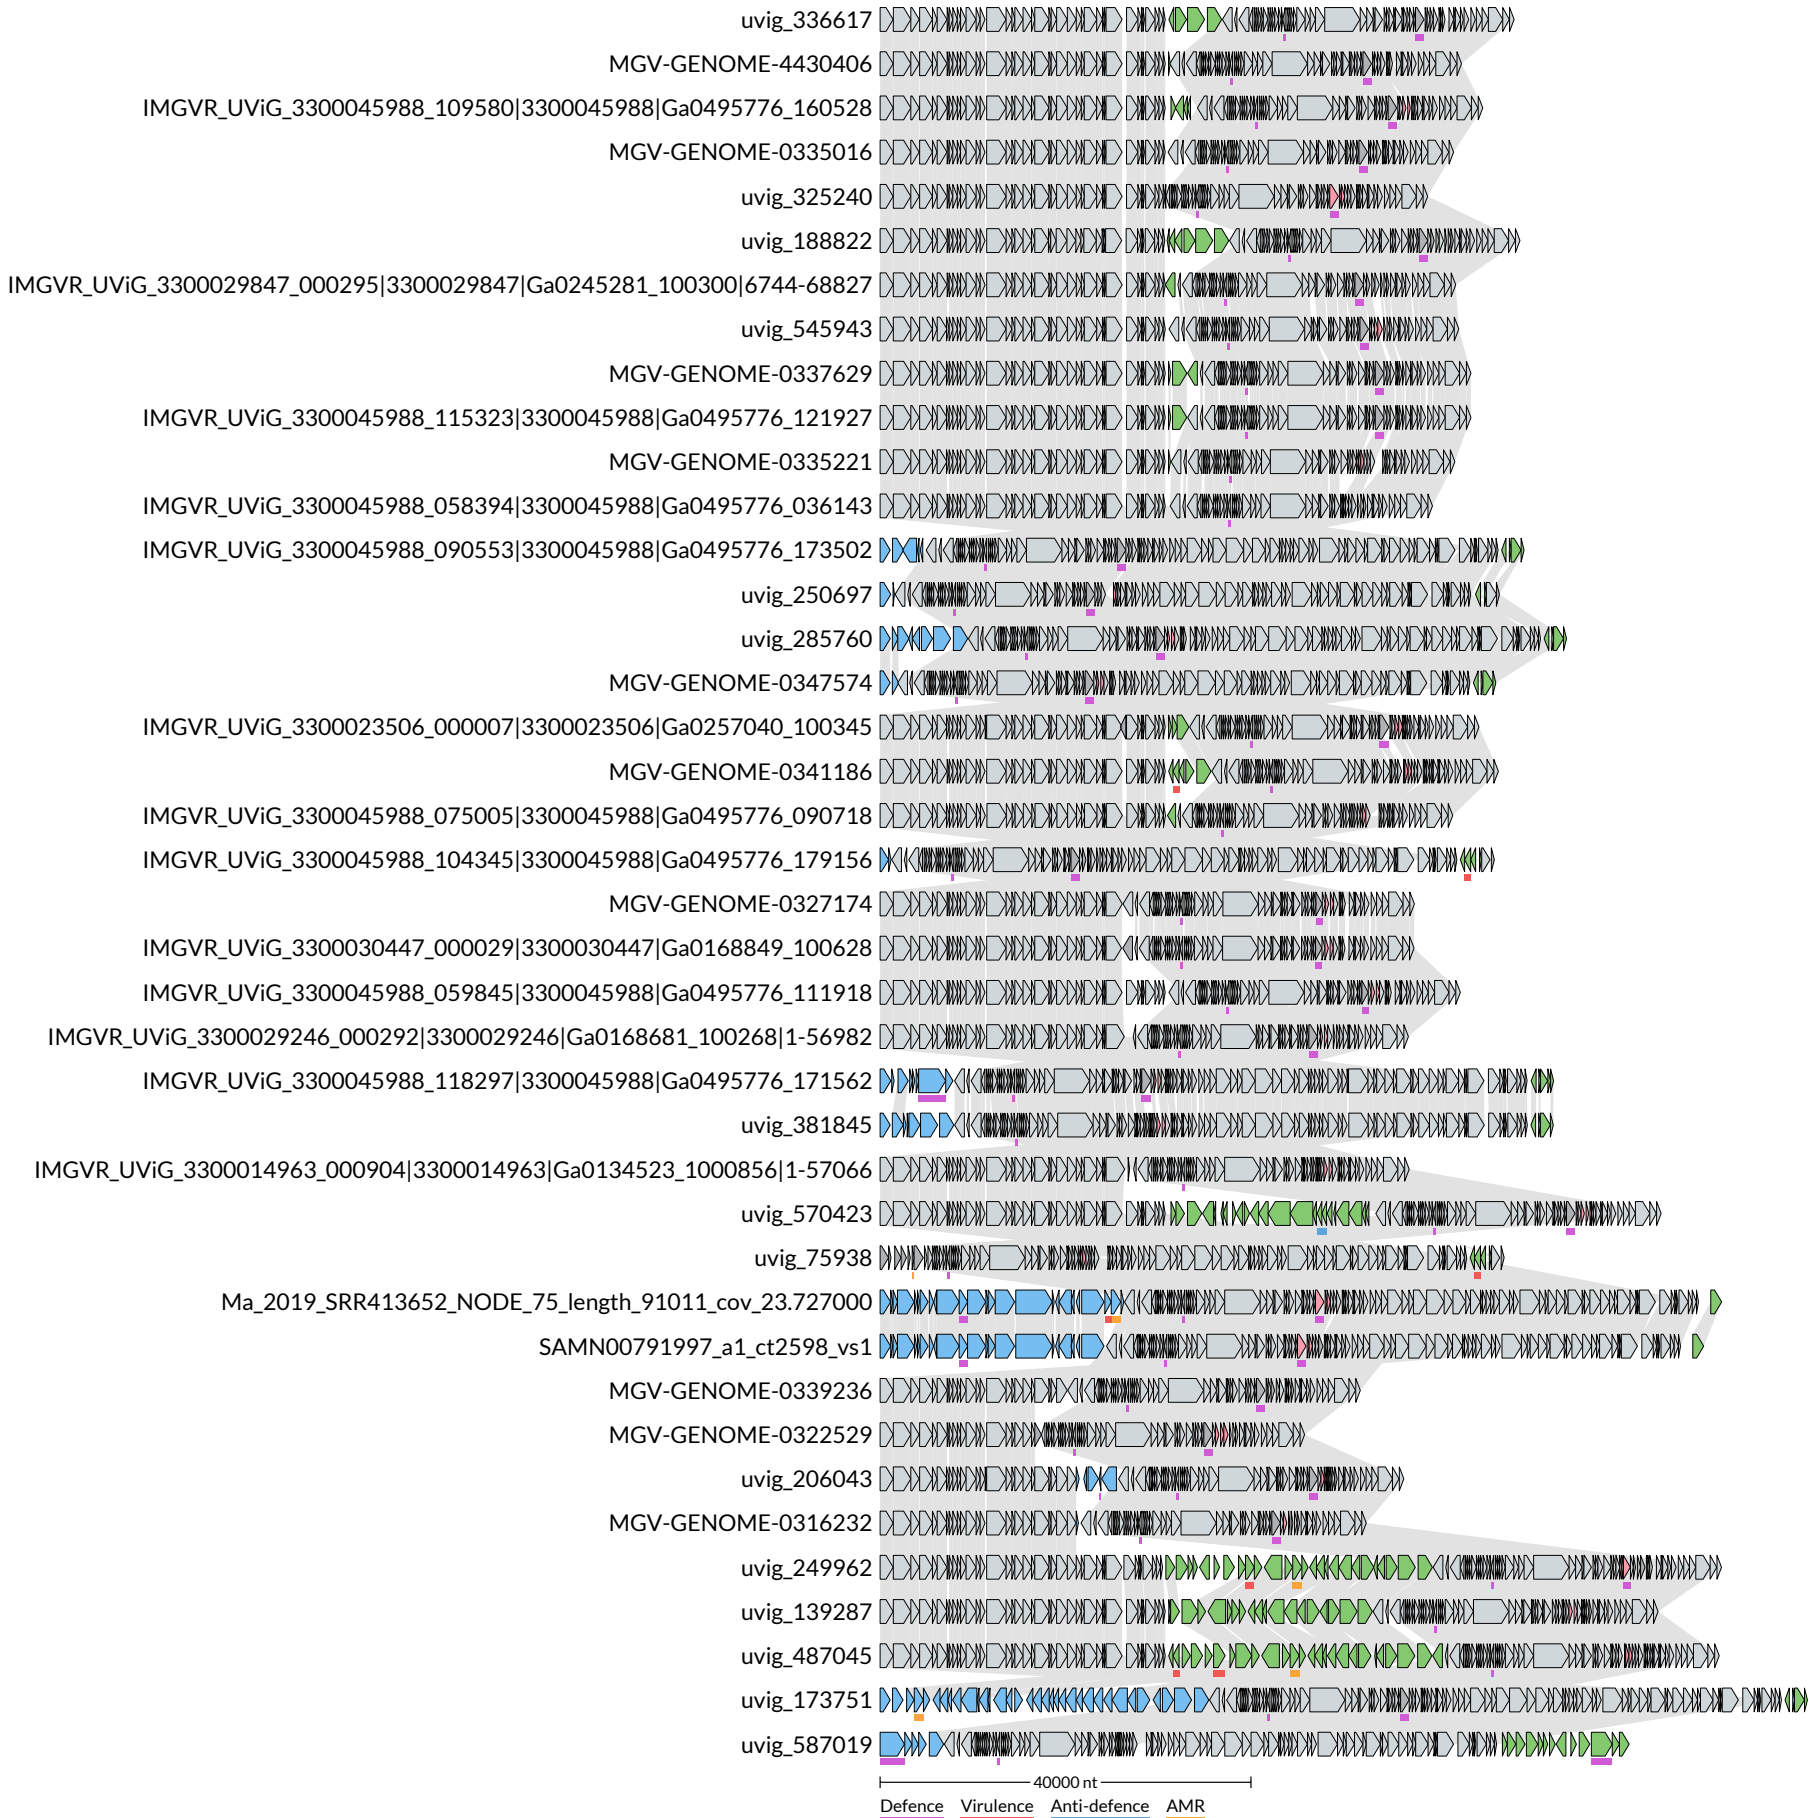 uvig_336617
MGV-GENOME-4430406
IMGVR_UViG_3300045988_109580|3300045988|Ga0495776_160528
MGV-GENOME-0335016
uvig_325240
uvig_188822
IMGVR_UViG_3300029847_000295|3300029847|Ga0245281_100300|6744-68827
uvig_545943
MGV-GENOME-0337629
IMGVR_UViG_3300045988_115323|3300045988|Ga0495776_121927
MGV-GENOME-0335221
IMGVR_UViG_3300045988_058394|3300045988|Ga0495776_036143
IMGVR_UViG_3300045988_090553|3300045988|Ga0495776_173502
uvig_250697
uvig_285760
MGV-GENOME-0347574
IMGVR_UViG_3300023506_000007|3300023506|Ga0257040_100345
MGV-GENOME-0341186
IMGVR_UViG_3300045988_075005|3300045988|Ga0495776_090718
IMGVR_UViG_3300045988_104345|3300045988|Ga0495776_179156
MGV-GENOME-0327174
IMGVR_UViG_3300030447_000029|3300030447|Ga0168849_100628
IMGVR_UViG_3300045988_059845|3300045988|Ga0495776_111918
IMGVR_UViG_3300029246_000292|3300029246|Ga0168681_100268|1-56982
IMGVR_UViG_3300045988_118297|3300045988|Ga0495776_171562
uvig_381845
IMGVR_UViG_3300014963_000904|3300014963|Ga0134523_1000856|1-57066
uvig_570423
uvig_75938
Ma_2019_SRR413652_NODE_75_length_91011_cov_23.727000
SAMN00791997_a1_ct2598_vs1
MGV-GENOME-0339236
MGV-GENOME-0322529
uvig_206043
MGV-GENOME-0316232
uvig_249962
uvig_139287
uvig_487045
uvig_173751
uvig_587019
40000 nt
Defence Virulence Anti-defence AMR